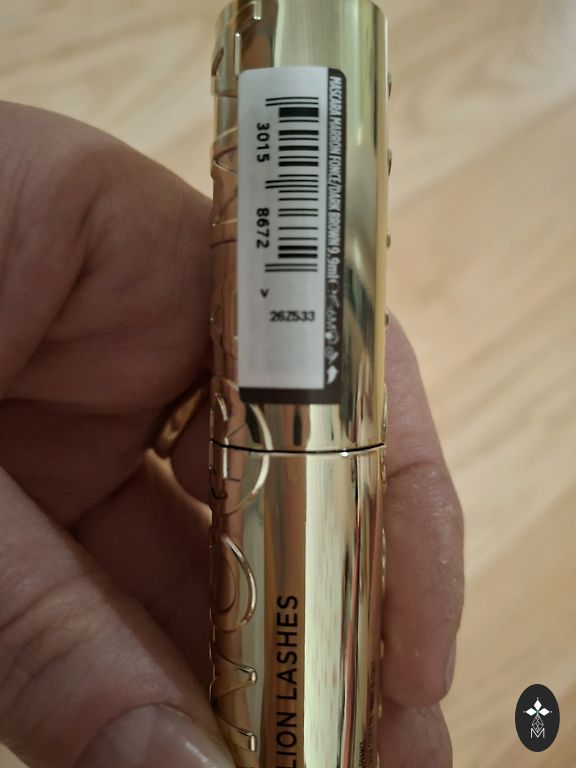 MASCARA MARRON FONCE/DARK BROWN 9.9ml
3015 8672
>
26Z533
LION LASHES